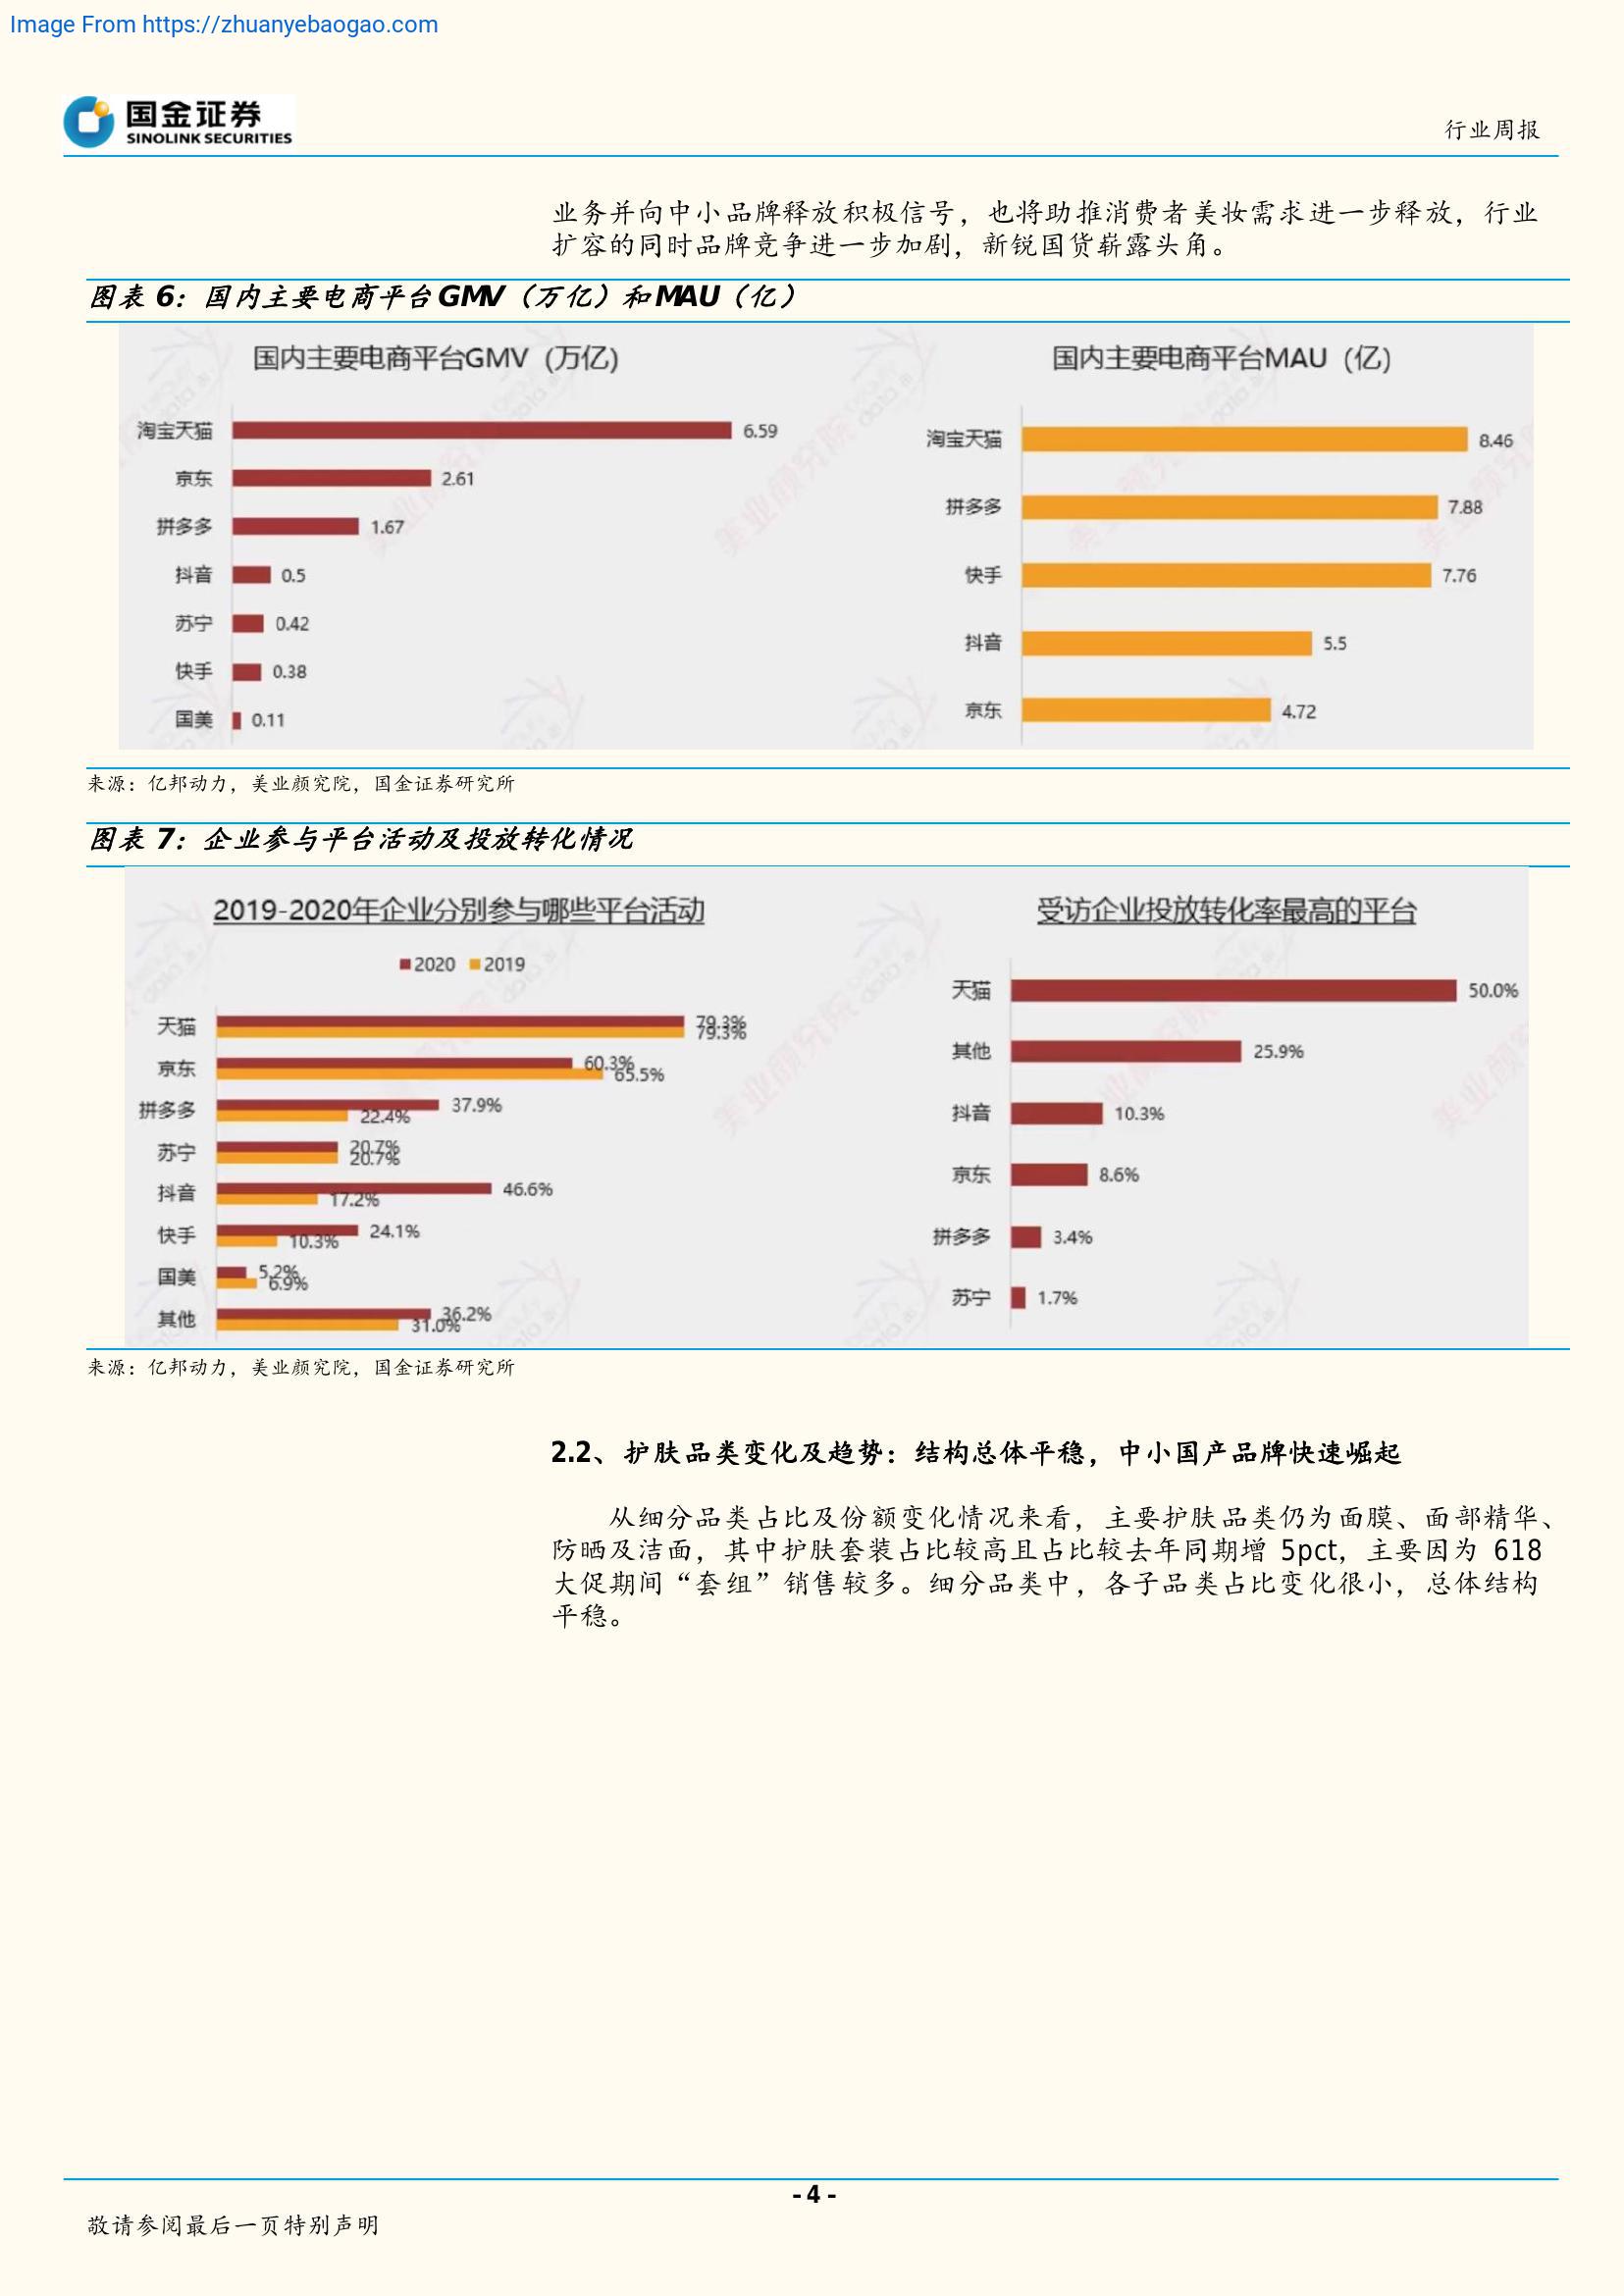 Image From https://zhuanyebaogao.com
国金证券
SINOLINK SECURITIES
行业周报
业务并向中小品牌释放积极信号，也将助推消费者美妆需求进一步释放，行业
扩容的同时品牌竞争进一步加剧，新锐国货崭露头角。
图表 6：国内主要电商平台 GMV（万亿）和 MAU（亿）
国内主要电商平台GMV（万亿）
淘宝天猫 6.59
京东 2.61
拼多多 1.67
抖音 0.5
苏宁 0.42
快手 0.38
国美 0.11
国内主要电商平台MAU（亿）
淘宝天猫 8.46
拼多多 7.88
快手 7.76
抖音 5.5
京东 4.72
来源：亿邦动力，美业颜究院，国金证券研究所
图表 7：企业参与平台活动及投放转化情况
2019-2020年企业分别参与哪些平台活动
2020 2019
天猫 79.3% 79.3%
京东 60.3% 65.5%
拼多多 37.9% 22.4%
苏宁 20.7% 20.7%
抖音 46.6% 17.2%
快手 24.1% 10.3%
国美 5.2% 6.9%
其他 36.2% 31.0%
受访企业投放转化率最高的平台
天猫 50.0%
其他 25.9%
抖音 10.3%
京东 8.6%
拼多多 3.4%
苏宁 1.7%
来源：亿邦动力，美业颜究院，国金证券研究所
2.2、护肤品类变化及趋势：结构总体平稳，中小国产品牌快速崛起
从细分品类占比及份额变化情况来看，主要护肤品类仍为面膜、面部精华、
防晒及洁面，其中护肤套装占比较高且占比较去年同期增 5pct，主要因为 618
大促期间“套组”销售较多。细分品类中，各子品类占比变化很小，总体结构
平稳。
- 4 -
敬请参阅最后一页特别声明